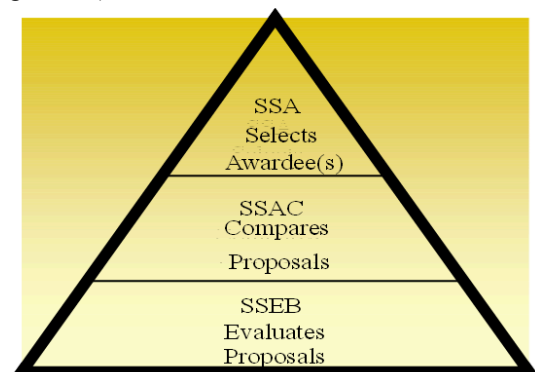 SSA
Selects
Awardee(s)
SSAC
Compares
Proposals
SSEB
Evaluates
Proposals